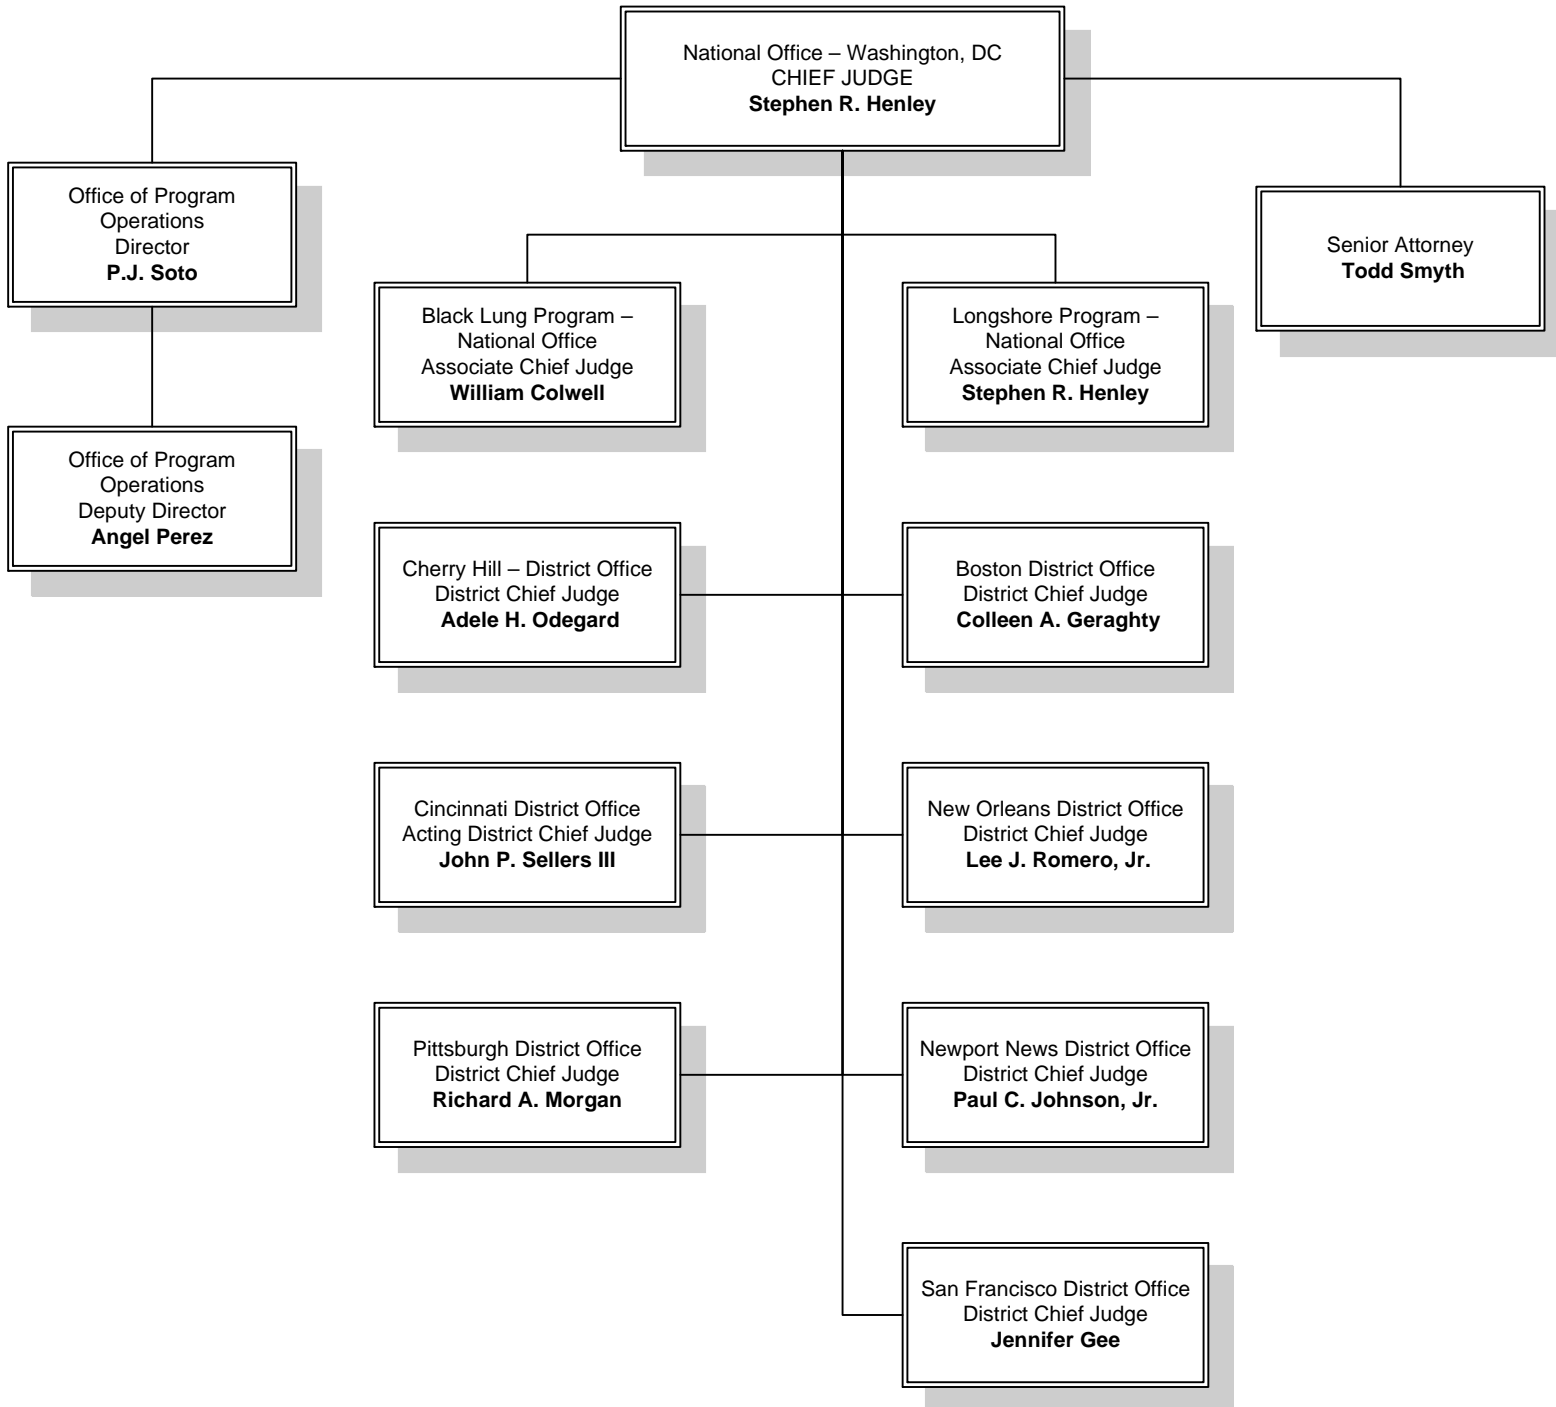 National Office – Washington, DC
CHIEF JUDGE
Stephen R. Henley
Office of Program
Operations
Director
P.J. Soto
Senior Attorney
Todd Smyth
Black Lung Program –
National Office
Associate Chief Judge
William Colwell
Longshore Program –
National Office
Associate Chief Judge
Stephen R. Henley
Office of Program
Operations
Deputy Director
Angel Perez
Cherry Hill – District Office
District Chief Judge
Adele H. Odegard
Boston District Office
District Chief Judge
Colleen A. Geraghty
Cincinnati District Office
Acting District Chief Judge
John P. Sellers III
New Orleans District Office
District Chief Judge
Lee J. Romero, Jr.
Pittsburgh District Office
District Chief Judge
Richard A. Morgan
Newport News District Office
District Chief Judge
Paul C. Johnson, Jr.
San Francisco District Office
District Chief Judge
Jennifer Gee